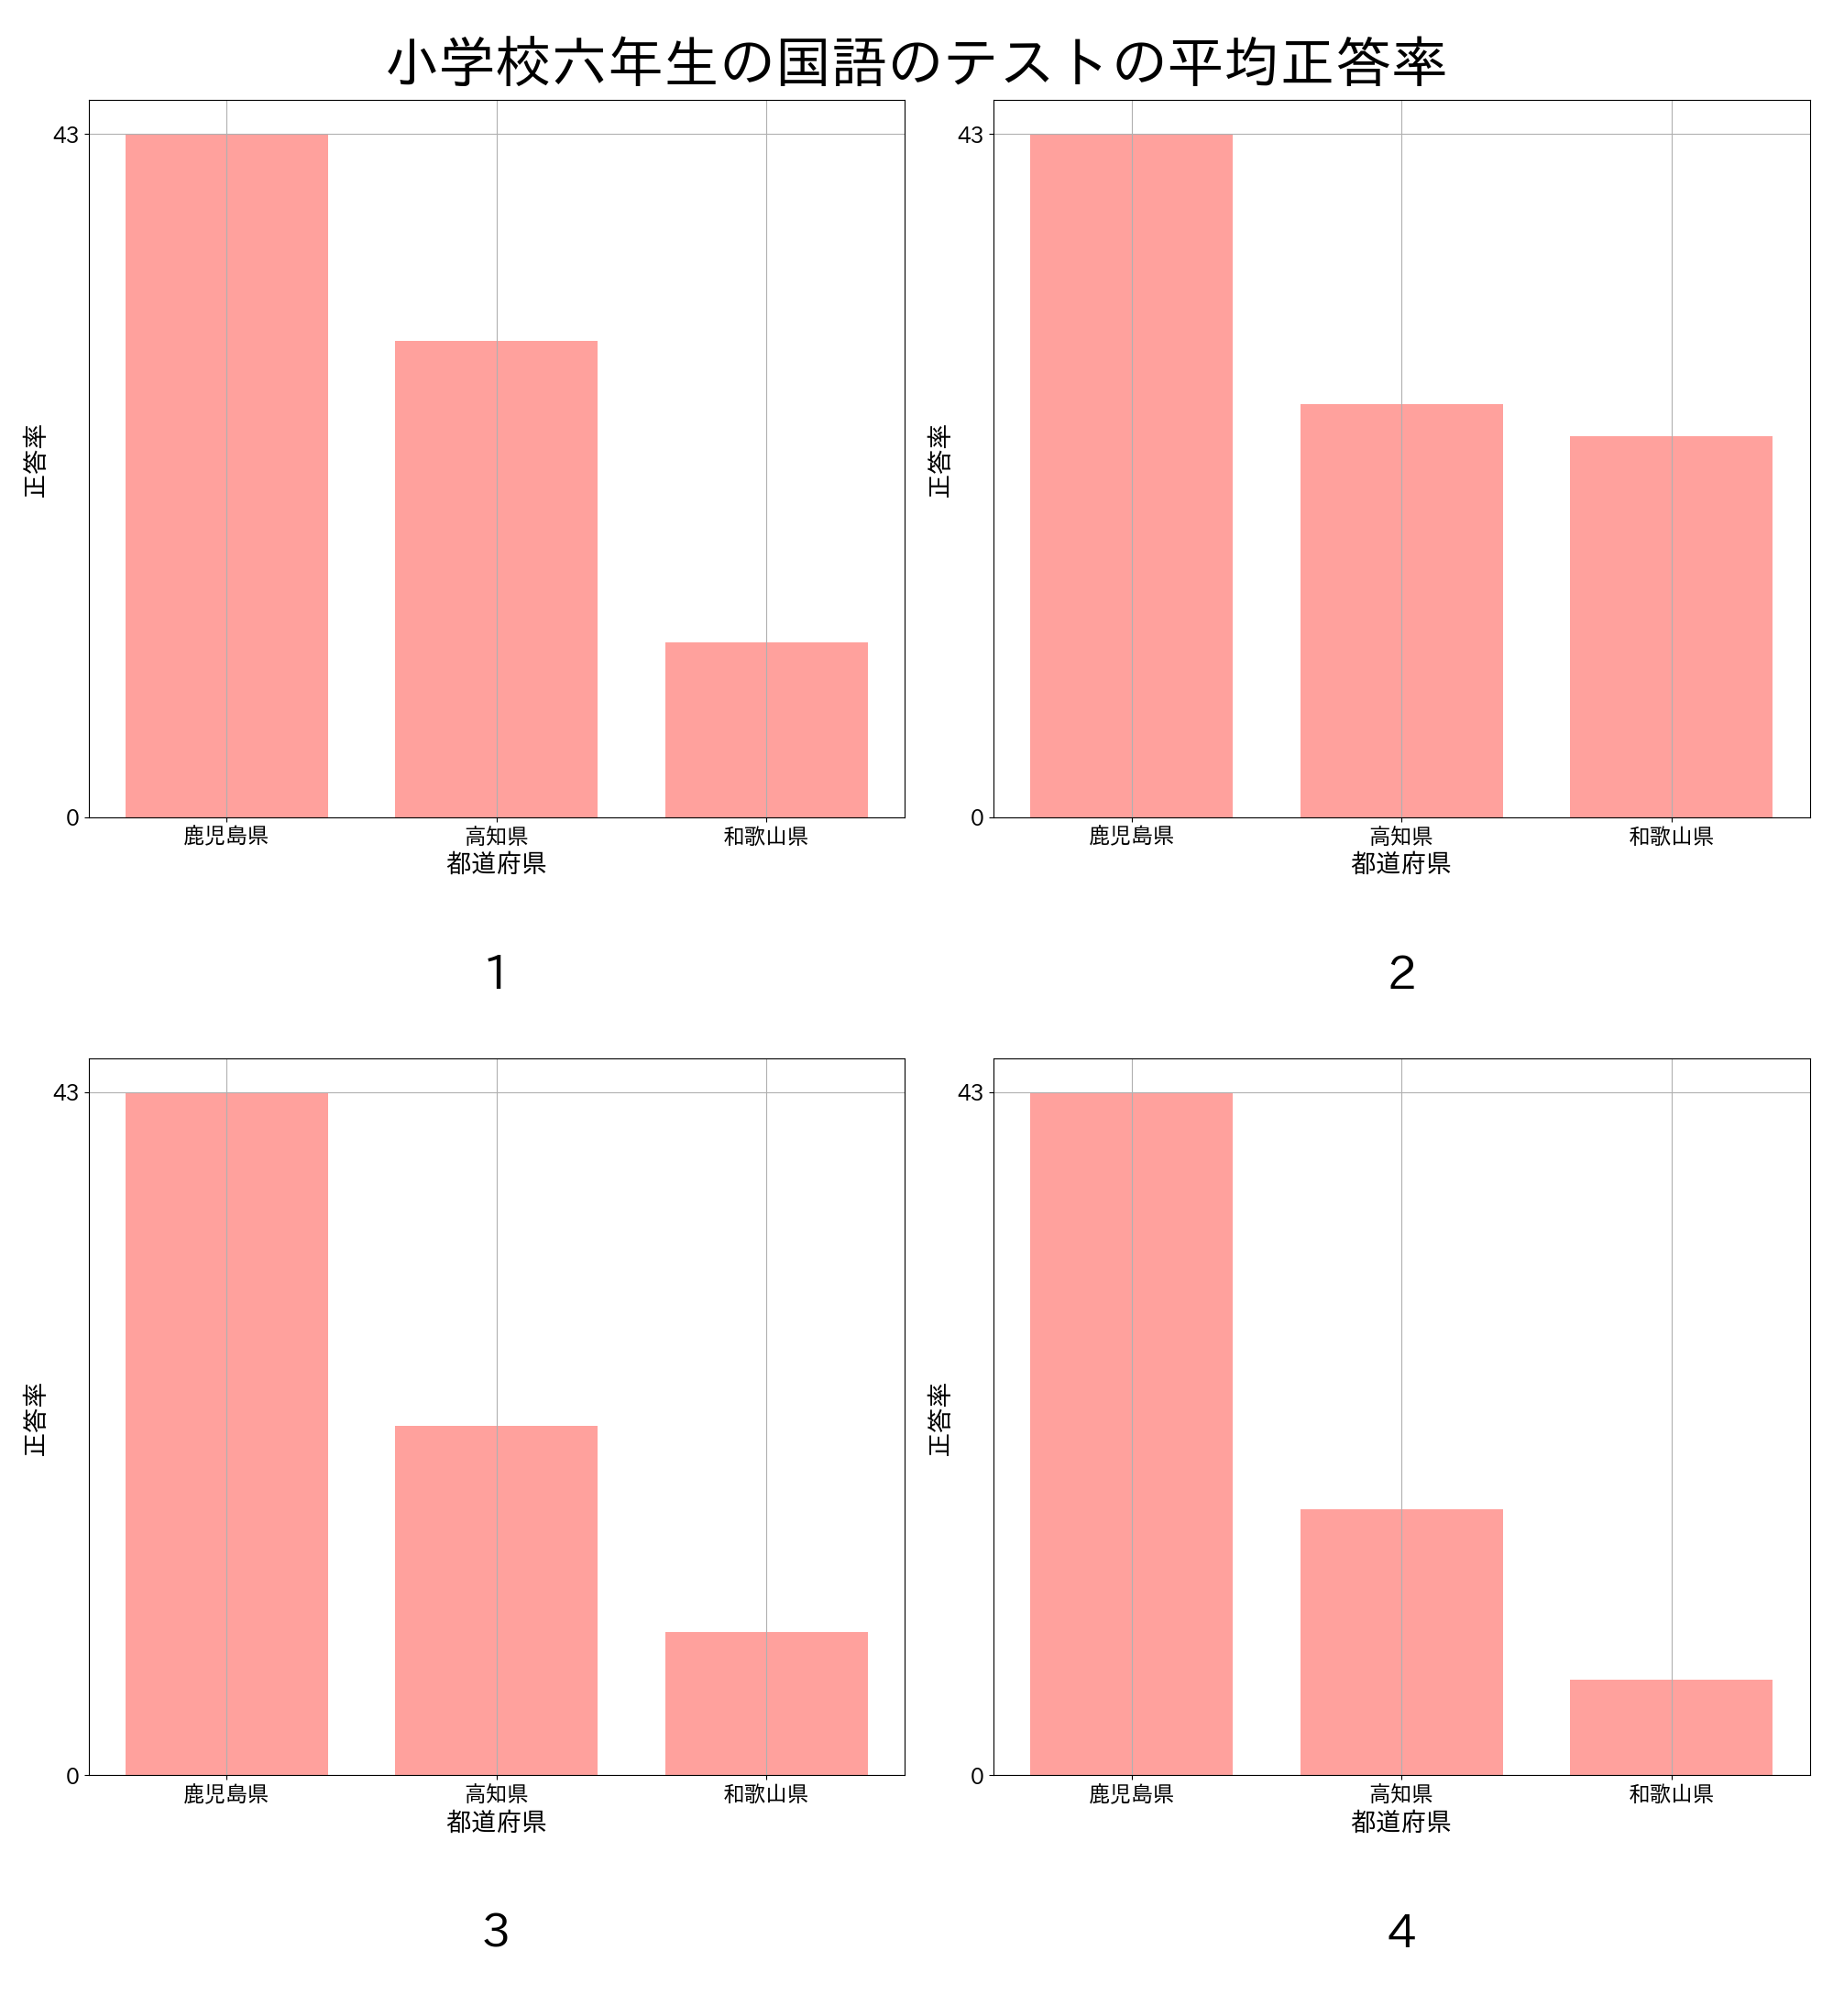 小学校六年生の国語のテストの平均正答率
43
0
正答率
鹿児島県 高知県 和歌山県
都道府県
1
43
0
正答率
鹿児島県 高知県 和歌山県
都道府県
2
43
0
正答率
鹿児島県 高知県 和歌山県
都道府県
3
43
0
正答率
鹿児島県 高知県 和歌山県
都道府県
4